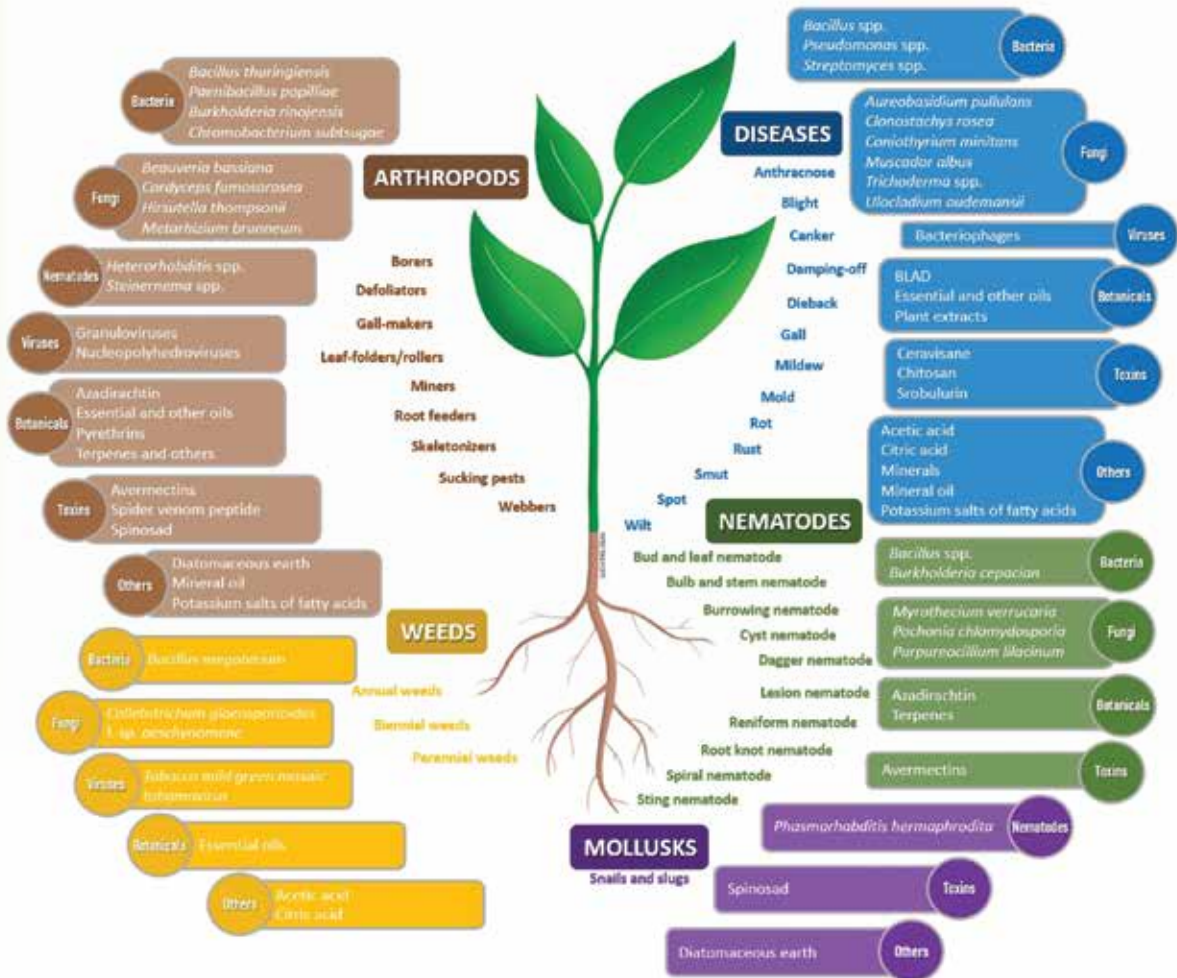 ARTHROPODS
Borers
Defoliators
Gall-makers
Leaf-folders/rollers
Miners
Root feeders
Skeletonizers
Sucking pests
Webbers
Bacteria
Bacillus thuringiensis
Paenibacillus papilliae
Burkholderia rinojensis
Chromobacterium subtsugae
Fungi
Beauveria bassiana
Cordyceps fumosorosea
Hirsutella thompsonii
Metarhizium brunneum
Nematodes
Heterorhabditis spp.
Steinernema spp.
Viruses
Granuloviruses
Nucleopolyhedroviruses
Botanicals
Azadirachtin
Essential and other oils
Pyrethrins
Terpenes and others
Toxins
Avermectins
Spider venom peptide
Spinosad
Others
Diatomaceous earth
Mineral oil
Potassium salts of fatty acids
WEEDS
Annual weeds
Biennial weeds
Perennial weeds
Bacteria
Bacillus megaterium
Fungi
Colletotrichum gloeosporioides
f. sp. aeschynomene
Viruses
Tobacco mild green mosaic
tobamovirus
Botanicals
Essential oils
Others
Acetic acid
Citric acid
DISEASES
Anthracnose
Blight
Canker
Damping-off
Dieback
Gall
Mildew
Mold
Rot
Rust
Smut
Spot
Wilt
Bacillus spp.
Pseudomonas spp.
Streptomyces spp.
Bacteria
Aureobasidium pullulans
Clonostachys rosea
Coniothyrium minitans
Muscador albus
Trichoderma spp.
Ulocladium oudemansii
Fungi
Bacteriophages
Viruses
BLAD
Essential and other oils
Plant extracts
Botanicals
Ceravisane
Chitosan
Srobulurin
Toxins
Acetic acid
Citric acid
Minerals
Mineral oil
Potassium salts of fatty acids
Others
NEMATODES
Bud and leaf nematode
Bulb and stem nematode
Burrowing nematode
Cyst nematode
Dagger nematode
Lesion nematode
Reniform nematode
Root knot nematode
Spiral nematode
Sting nematode
Bacillus spp.
Burkholderia cepacian
Bacteria
Myrothecium verrucaria
Pochonia chlamydosporia
Purpureocillium lilacinum
Fungi
Azadirachtin
Terpenes
Botanicals
Avermectins
Toxins
MOLLUSKS
Snails and slugs
Phasmarhabditis hermaphrodita
Nematodes
Spinosad
Toxins
Diatomaceous earth
Others